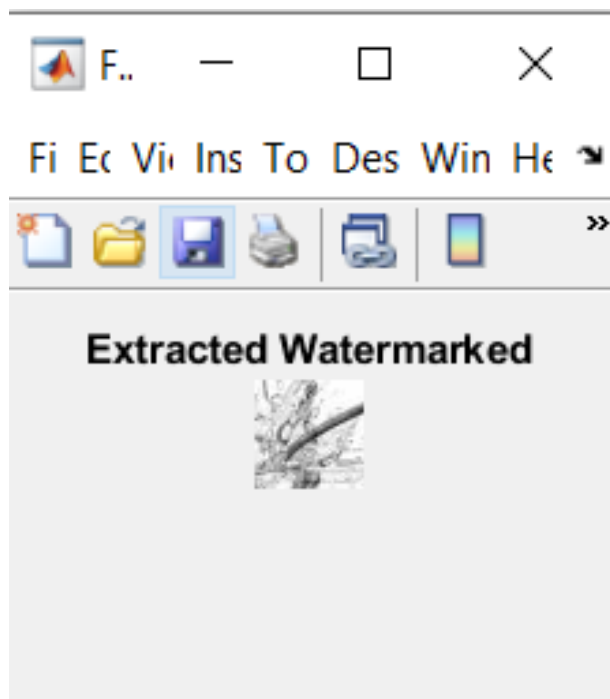 F..
Fi Ec Vi Ins To Des Win He
Extracted Watermarked